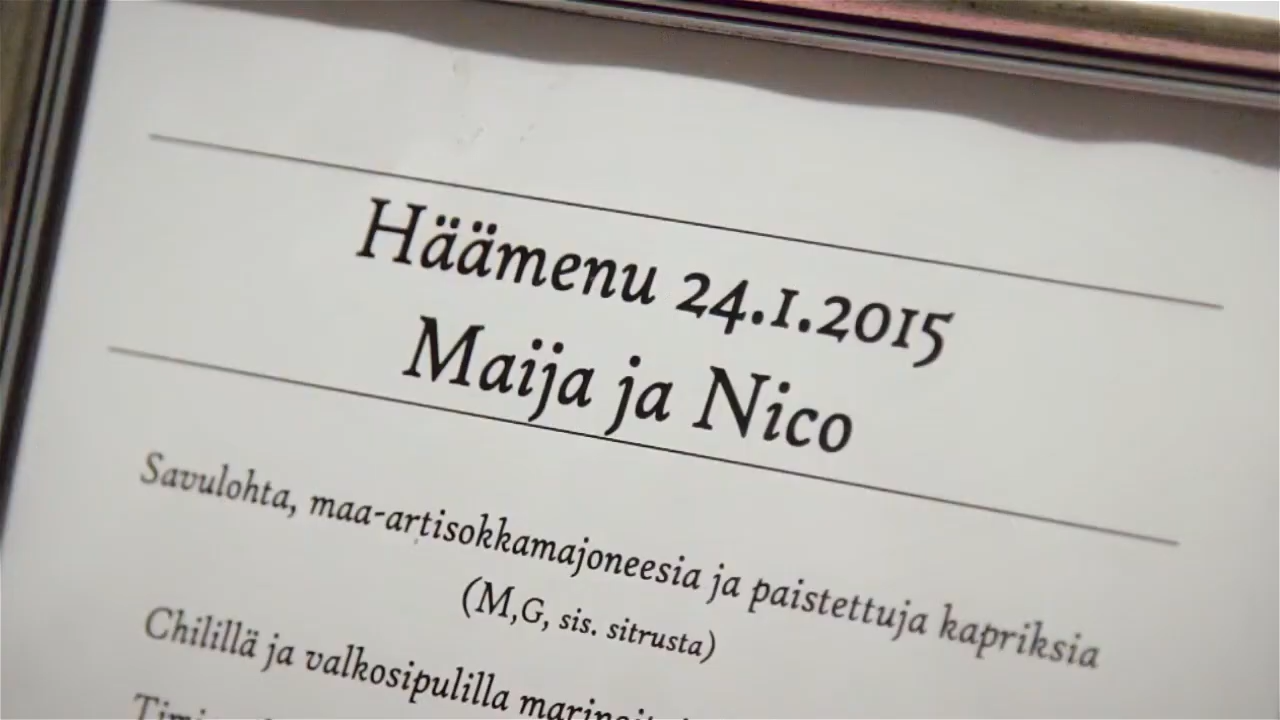 Häämenu 24.1.2015
Maija ja Nico
Savulohta, maa-artisokkamajoneesia ja paistettuja kapriksia
(M,G, sis. sitrusta)
Chilillä ja valkosipulilla